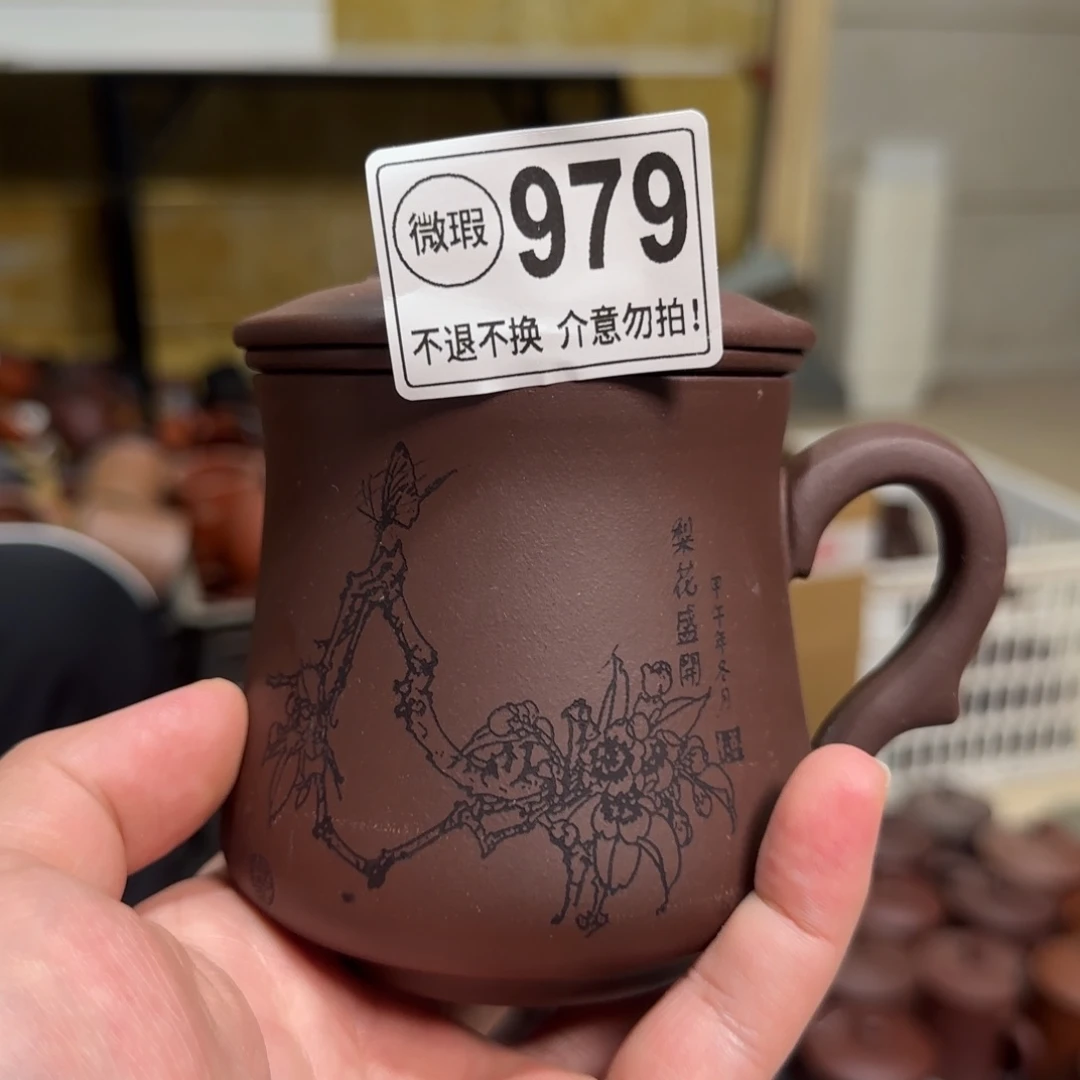 微瑕 979
不退不换 介意勿拍!
梨花盛開
甲午年冬月